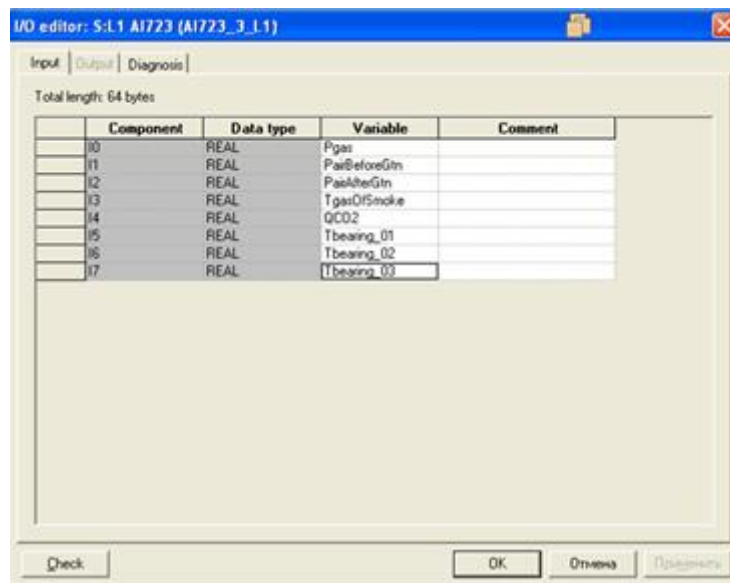 I/O editor: S:L1 AI723 (AI723_3_L1)
Input Output Diagnosis
Total length: 64 bytes
Component Data type Variable Comment
I0 REAL Pgas
I1 REAL PairBeforeGtn
I2 REAL PairAfterGtn
I3 REAL TgasOfSmoke
I4 REAL QCO2
I5 REAL Tbearing_01
I6 REAL Tbearing_02
I7 REAL Tbearing_03
Check OK Отмена Применить